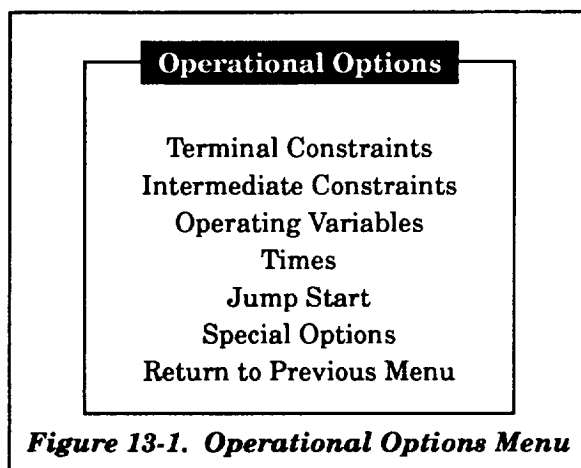 Operational Options
Terminal Constraints
Intermediate Constraints
Operating Variables
Times
Jump Start
Special Options
Return to Previous Menu
Figure 13-1. Operational Options Menu